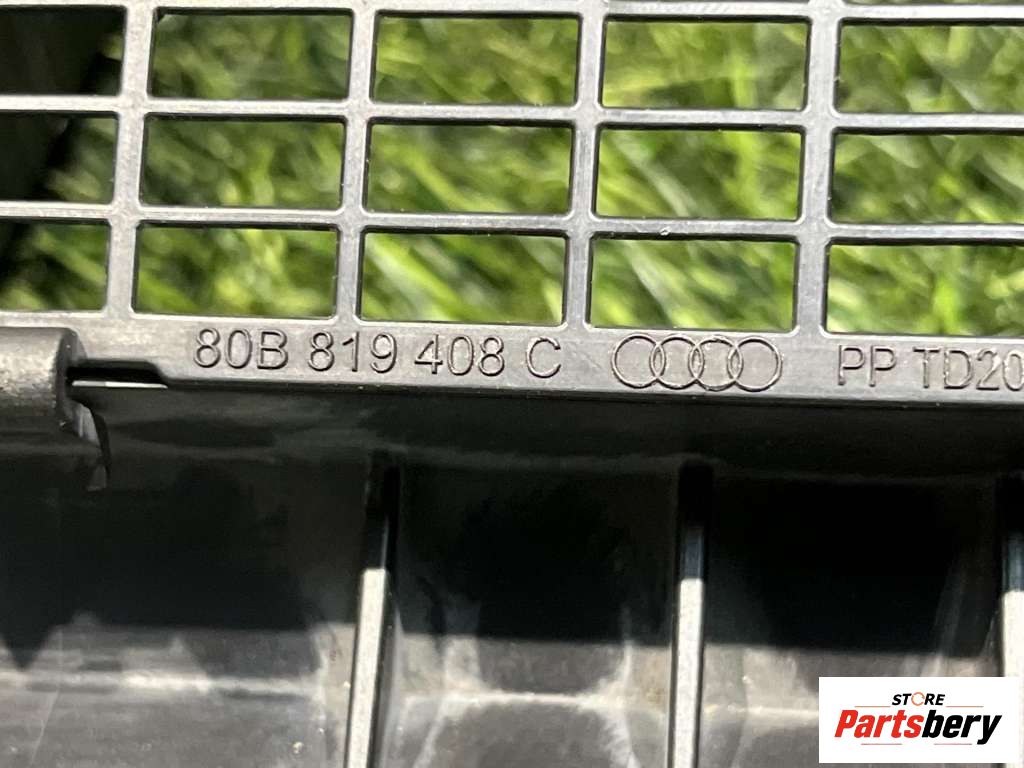 80B 819 408 C PP TD20
STORE
Partsbery